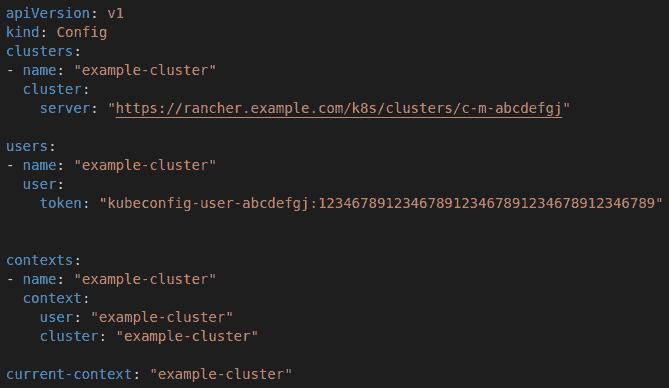 apiVersion: v1
kind: Config
clusters:
- name: "example-cluster"
  cluster:
    server: "https://rancher.example.com/k8s/clusters/c-m-abcdefgj"
users:
- name: "example-cluster"
  user:
    token: "kubeconfig-user-abcdefgj:1234678912346789123467891234678912346789"
contexts:
- name: "example-cluster"
  context:
    user: "example-cluster"
    cluster: "example-cluster"
current-context: "example-cluster"